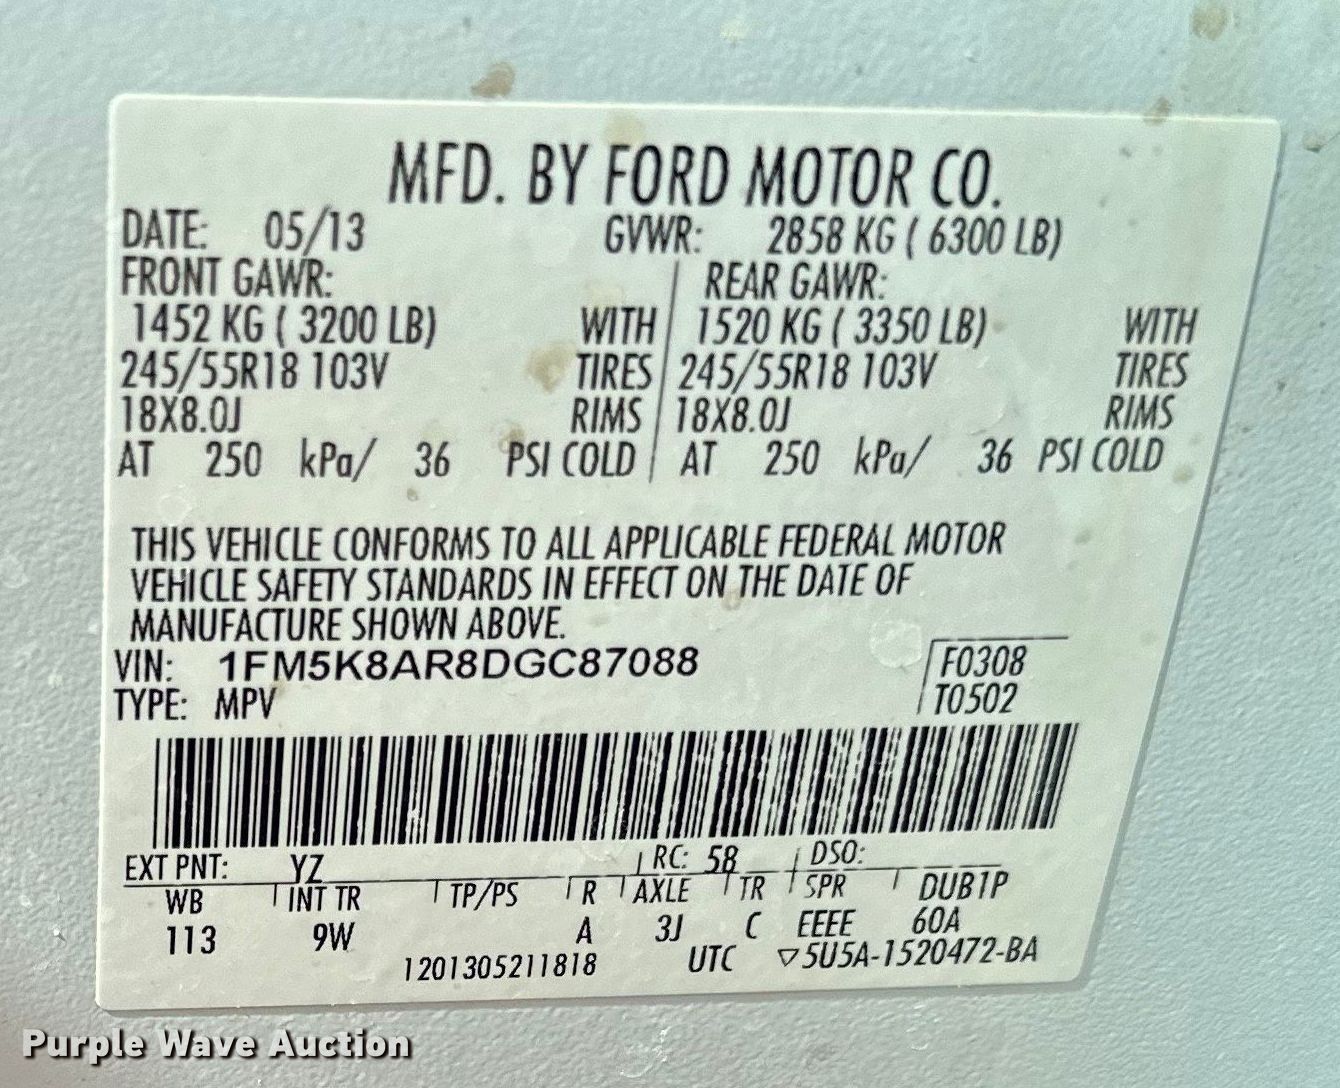 MFD. BY FORD MOTOR CO.
DATE: 05/13 GVWR: 2858 KG ( 6300 LB)
FRONT GAWR: REAR GAWR:
1452 KG ( 3200 LB) WITH 1520 KG ( 3350 LB) WITH
245/55R18 103V TIRES 245/55R18 103V TIRES
18X8.0J RIMS 18X8.0J RIMS
AT 250 kPa/ 36 PSI COLD AT 250 kPa/ 36 PSI COLD
THIS VEHICLE CONFORMS TO ALL APPLICABLE FEDERAL MOTOR
VEHICLE SAFETY STANDARDS IN EFFECT ON THE DATE OF
MANUFACTURE SHOWN ABOVE.
VIN: 1FM5K8AR8DGC87088 F0308
TYPE: MPV T0502
EXT PNT: YZ RC: 58 DSO:
WB INT TR TP/PS R AXLE TR SPR DUB1P
113 9W A 3J C EEEE 60A
1201305211818 UTC ▽5U5A-1520472-BA
Purple Wave Auction